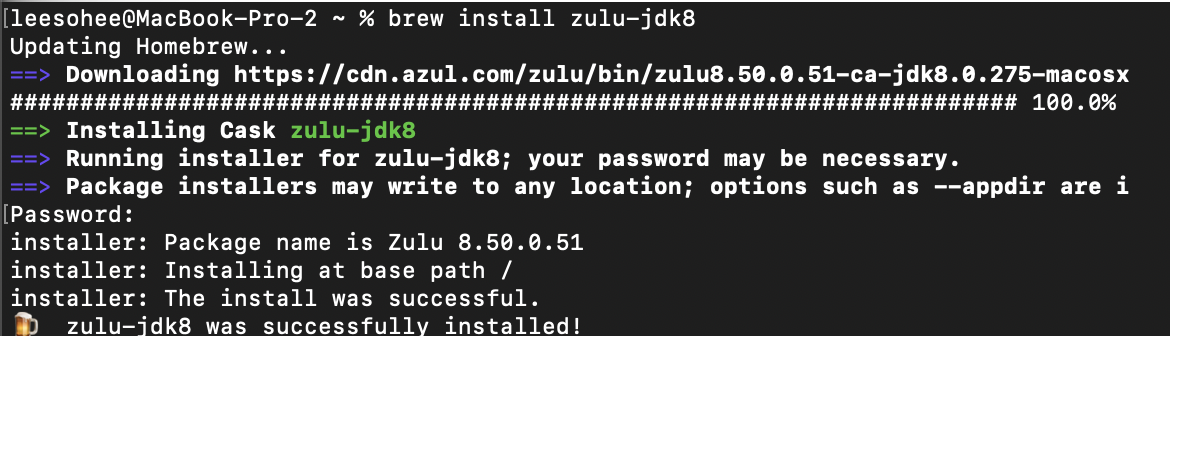 [leesohee@MacBook-Pro-2 ~ % brew install zulu-jdk8
Updating Homebrew...
==> Downloading https://cdn.azul.com/zulu/bin/zulu8.50.0.51-ca-jdk8.0.275-macosx
######################################################################## 100.0%
==> Installing Cask zulu-jdk8
==> Running installer for zulu-jdk8; your password may be necessary.
==> Package installers may write to any location; options such as --appdir are i
[Password:
installer: Package name is Zulu 8.50.0.51
installer: Installing at base path /
installer: The install was successful.
🍺 zulu-jdk8 was successfully installed!